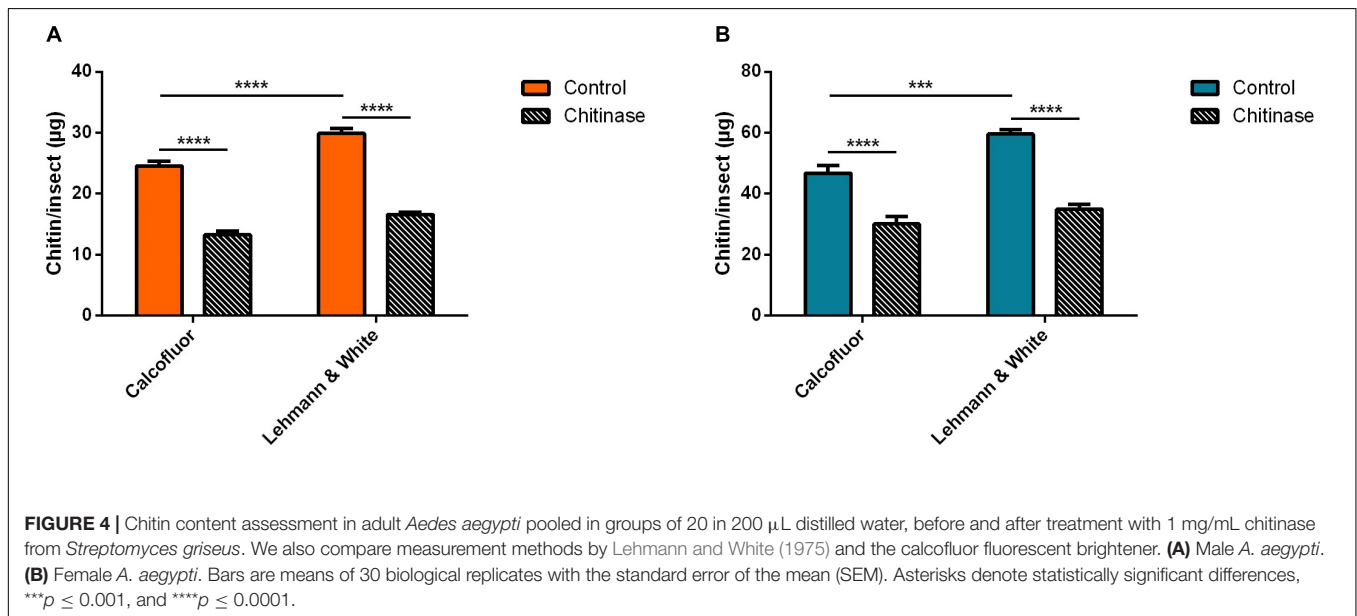 A
B
****
****
****
***
****
****
Control
Chitinase
Control
Chitinase
Chitin/insect (µg)
40
30
20
10
0
Calcofluor
Lehmann & White
Chitin/insect (µg)
80
60
40
20
0
Calcofluor
Lehmann & White
FIGURE 4 | Chitin content assessment in adult Aedes aegypti pooled in groups of 20 in 200 µL distilled water, before and after treatment with 1 mg/mL chitinase
from Streptomyces griseus. We also compare measurement methods by Lehmann and White (1975) and the calcofluor fluorescent brightener. (A) Male A. aegypti.
(B) Female A. aegypti. Bars are means of 30 biological replicates with the standard error of the mean (SEM). Asterisks denote statistically significant differences,
***p ≤ 0.001, and ****p ≤ 0.0001.